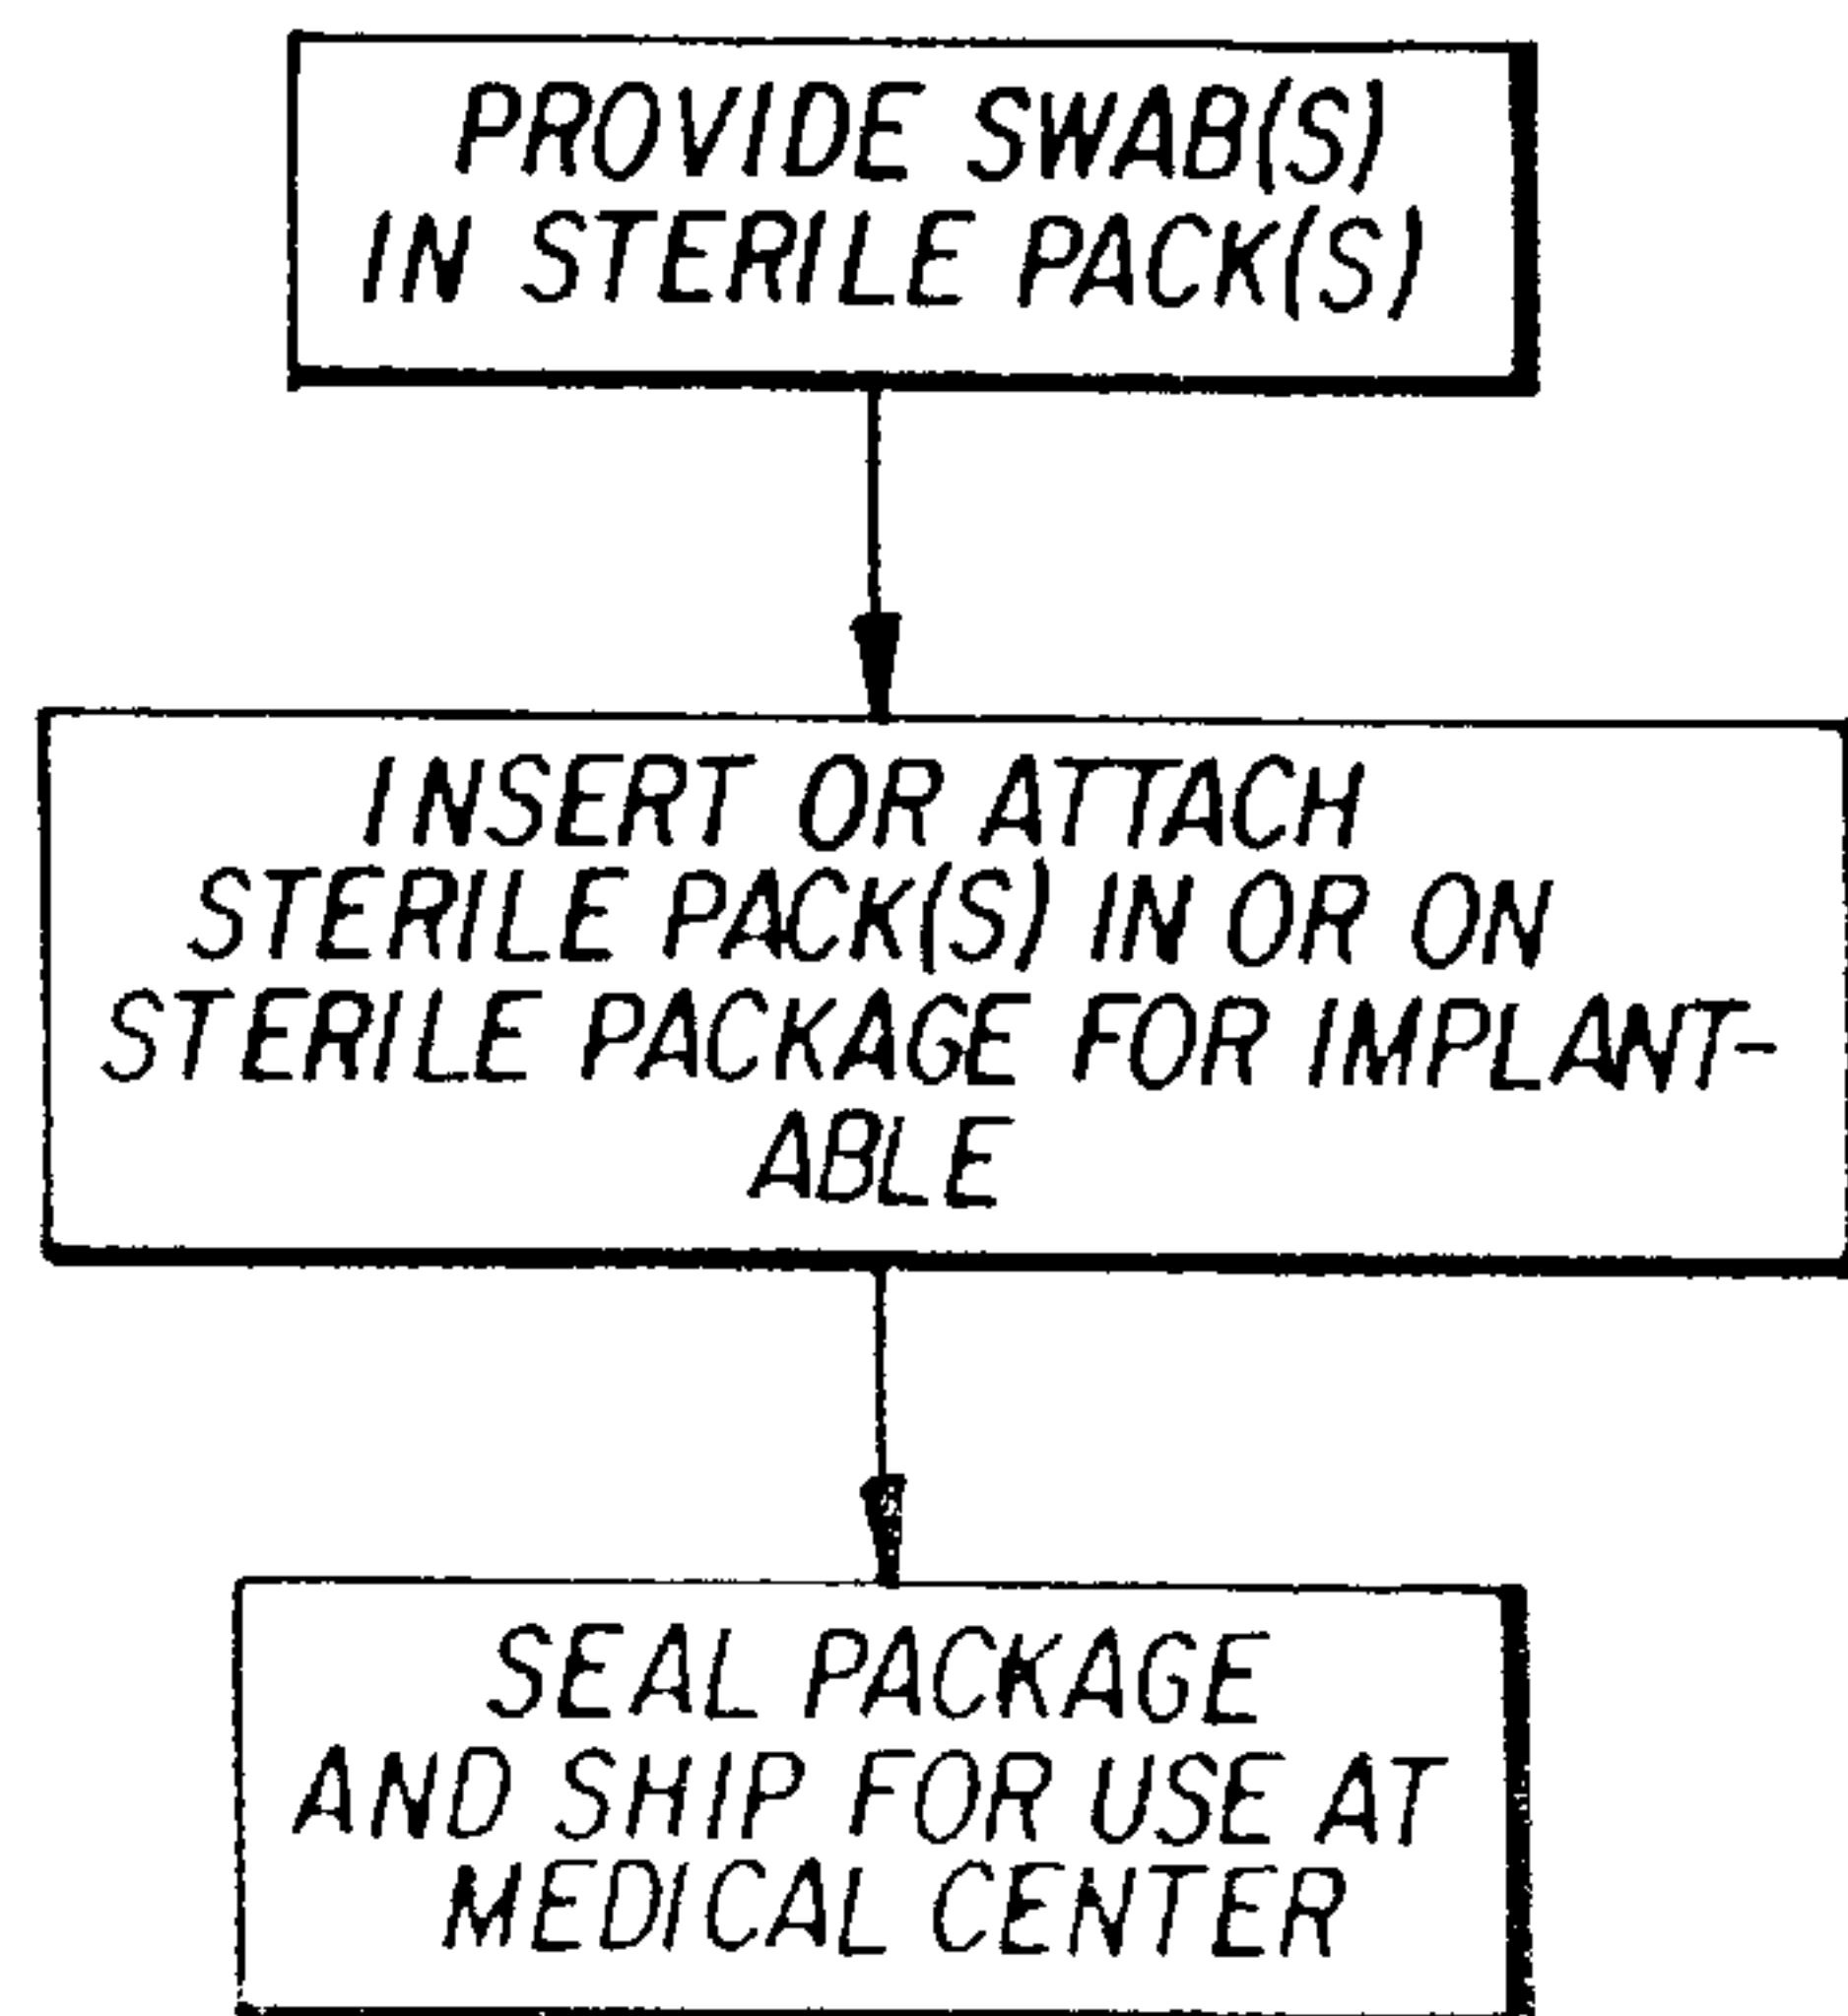 PROVIDE SWAB(S)
IN STERILE PACK(S)
INSERT OR ATTACH
STERILE PACK(S) IN OR ON
STERILE PACKAGE FOR IMPLANT-
ABLE
SEAL PACKAGE
AND SHIP FOR USE AT
MEDICAL CENTER